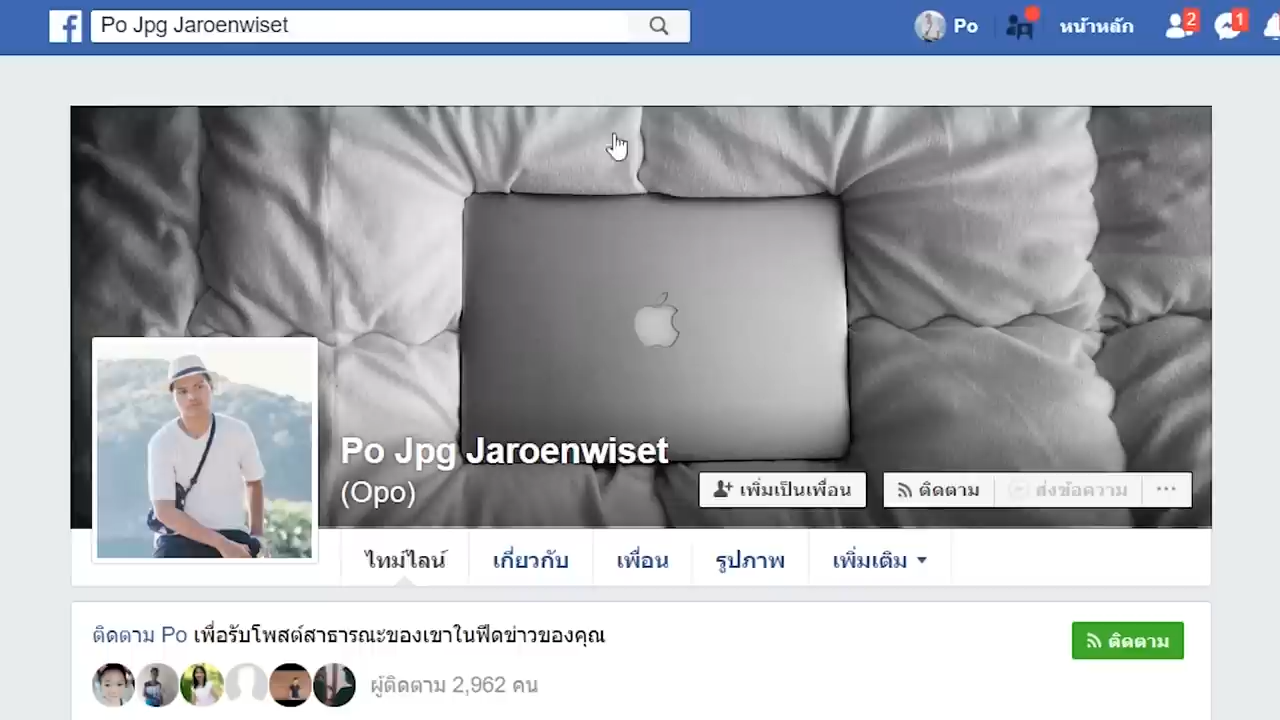 Po Jpg Jaroenwiset
Po
หน้าหลัก
2
1
Po Jpg Jaroenwiset
(Opo)
เพิ่มเป็นเพื่อน
ติดตาม
ส่งข้อความ
ไทม์ไลน์
เกี่ยวกับ
เพื่อน
รูปภาพ
เพิ่มเติม
ติดตาม Po เพื่อรับโพสต์สาธารณะของเขาในฟีดข่าวของคุณ
ติดตาม
ผู้ติดตาม 2,962 คน